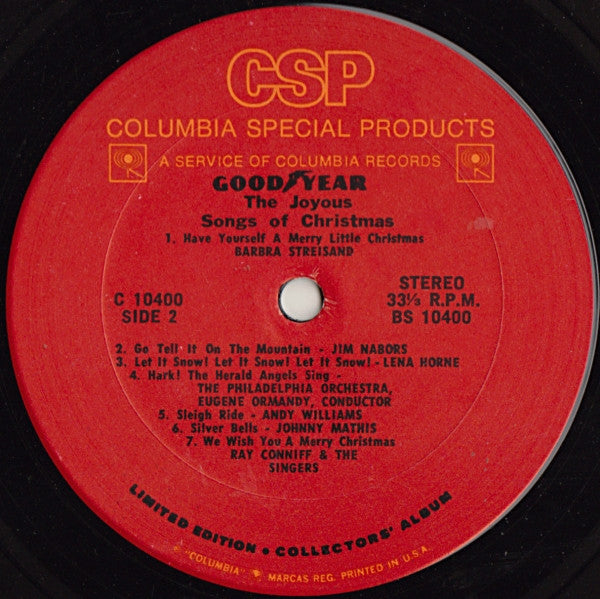 CSP
COLUMBIA SPECIAL PRODUCTS
A SERVICE OF COLUMBIA RECORDS
GOODYEAR
The Joyous
Songs of Christmas
1. Have Yourself A Merry Little Christmas
BARBRA STREISAND
C 10400
SIDE 2
STEREO
33⅓ R.P.M.
BS 10400
2. Go Tell It On The Mountain - JIM NABORS
3. Let It Snow! Let It Snow! Let It Snow! - LENA HORNE
4. Hark! The Herald Angels Sing -
THE PHILADELPHIA ORCHESTRA,
EUGENE ORMANDY, CONDUCTOR
5. Sleigh Ride - ANDY WILLIAMS
6. Silver Bells - JOHNNY MATHIS
7. We Wish You A Merry Christmas
RAY CONNIFF & THE
SINGERS
LIMITED EDITION • COLLECTORS' ALBUM
"COLUMBIA" MARCAS REG. PRINTED IN U.S.A.